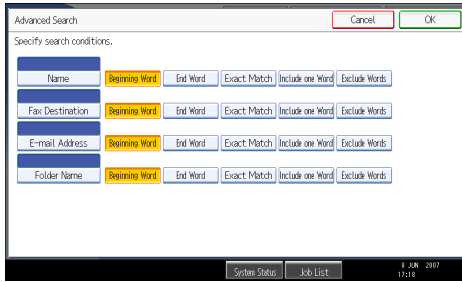 Advanced Search Cancel OK
Specify search conditions.
Name Beginning Word End Word Exact Match Include one Word Exclude Words
Fax Destination Beginning Word End Word Exact Match Include one Word Exclude Words
E-mail Address Beginning Word End Word Exact Match Include one Word Exclude Words
Folder Name Beginning Word End Word Exact Match Include one Word Exclude Words
System Status Job List 8 JUN 2007
17:18